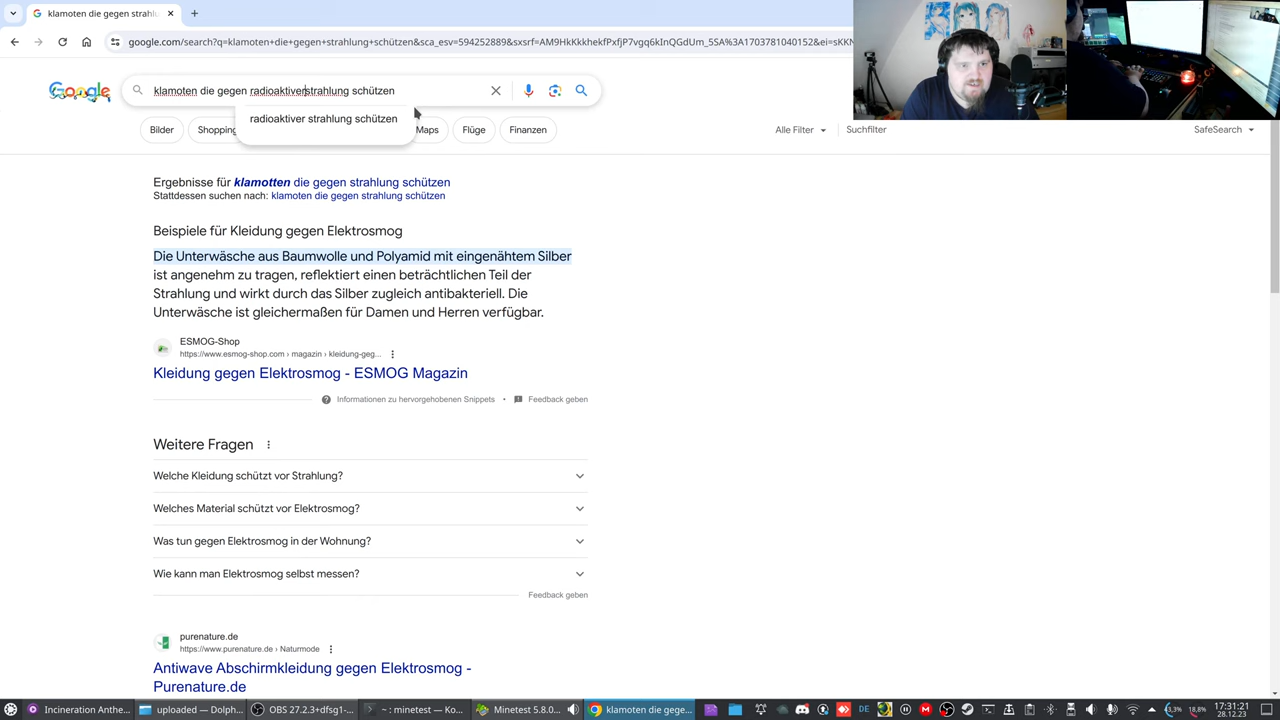 klamoten die gegen strahl
google.com/search?q=klamoten+die+gegen+stra
_esv=594252889&sxsrf=AM9HkKkhekfPxfjP7vgq6kthQGdUm_SSA%3A1703781040152&
Google
klamoten die gegen radioaktiverstrahlung schützen
radioaktiver strahlung schützen
Bilder
Shopping
Maps
Flüge
Finanzen
Alle Filter
Suchfilter
SafeSearch
Ergebnisse für klamotten die gegen strahlung schützen
Stattdessen suchen nach: klamoten die gegen strahlung schützen
Beispiele für Kleidung gegen Elektrosmog
Die Unterwäsche aus Baumwolle und Polyamid mit eingenähtem Silber
ist angenehm zu tragen, reflektiert einen beträchtlichen Teil der
Strahlung und wirkt durch das Silber zugleich antibakteriell. Die
Unterwäsche ist gleichermaßen für Damen und Herren verfügbar.
ESMOG-Shop
https://www.esmog-shop.com › magazin › kleidung-geg...
Kleidung gegen Elektrosmog - ESMOG Magazin
Informationen zu hervorgehobenen Snippets • Feedback geben
Weitere Fragen
Welche Kleidung schützt vor Strahlung?
Welches Material schützt vor Elektrosmog?
Was tun gegen Elektrosmog in der Wohnung?
Wie kann man Elektrosmog selbst messen?
Feedback geben
purenature.de
https://www.purenature.de › Naturmode
Antiwave Abschirmkleidung gegen Elektrosmog -
Purenature.de
Incineration Anthe...
uploaded — Dolph...
OBS 27.2.3+dfsg1-...
~ : minetest — Ko...
Minetest 5.8.0...
klamoten die gege...
DE
18,8%
17:31:21
28.12.23